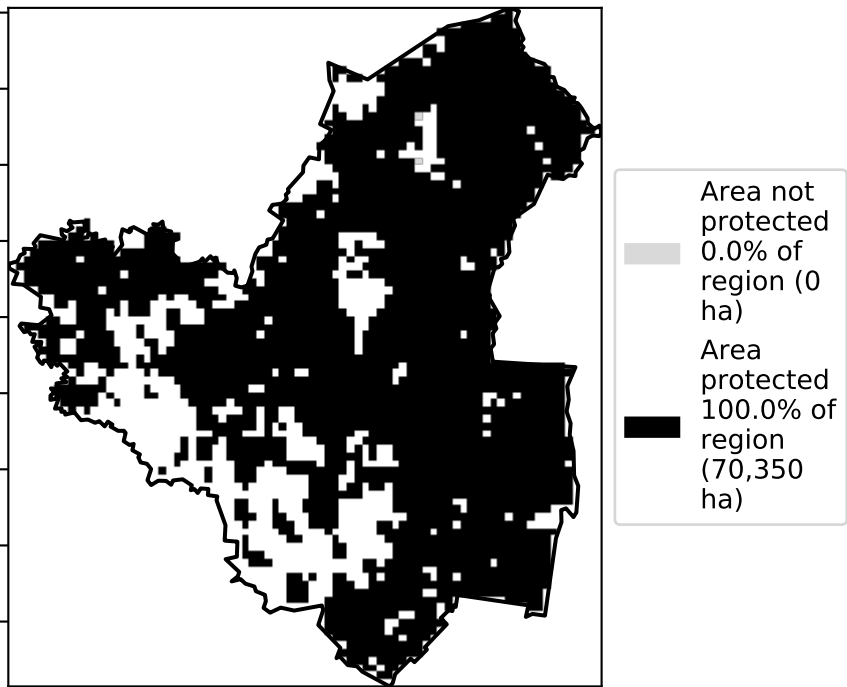 Area not
protected
0.0% of
region (0
ha)
Area
protected
100.0% of
region
(70,350
ha)